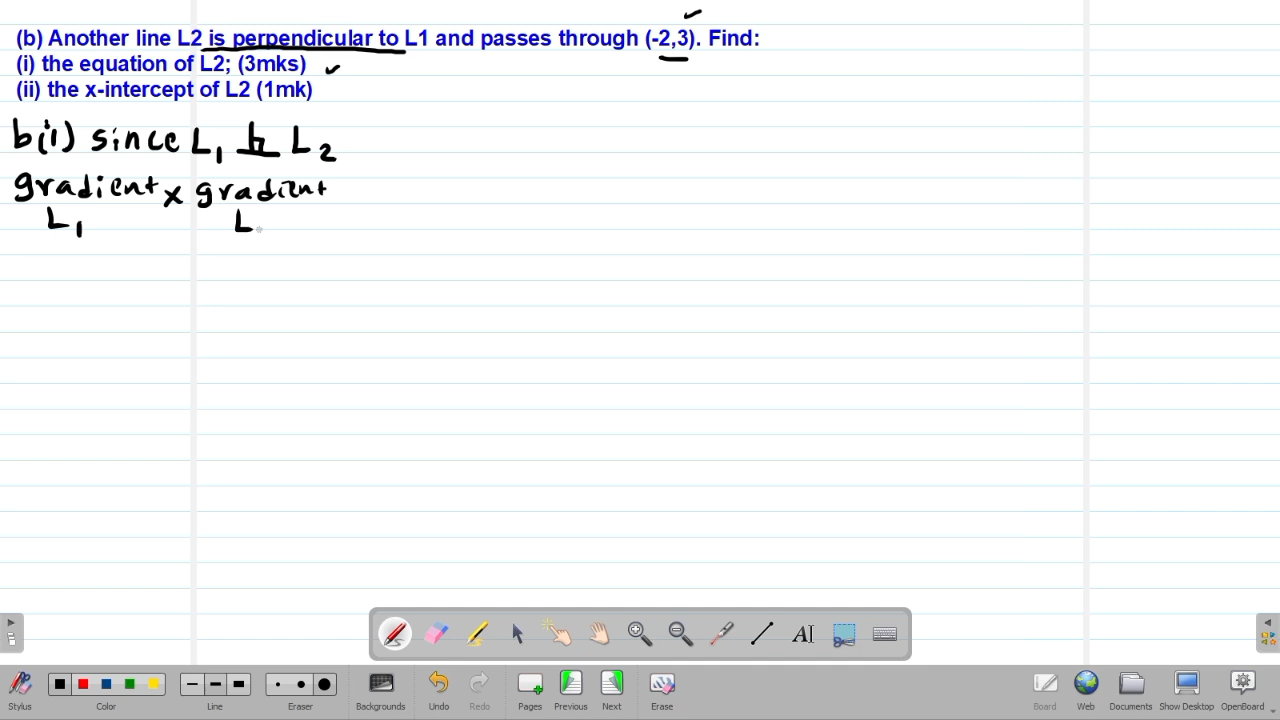 (b) Another line L2 is perpendicular to L1 and passes through (-2,3). Find:
(i) the equation of L2; (3mks)
(ii) the x-intercept of L2 (1mk)
b(i) since L1 ⊥ L2
gradient x gradient
L1 L
Stylus Color Line Eraser Backgrounds Undo Redo Pages Previous Next Erase Board Web Documents Show Desktop OpenBoard